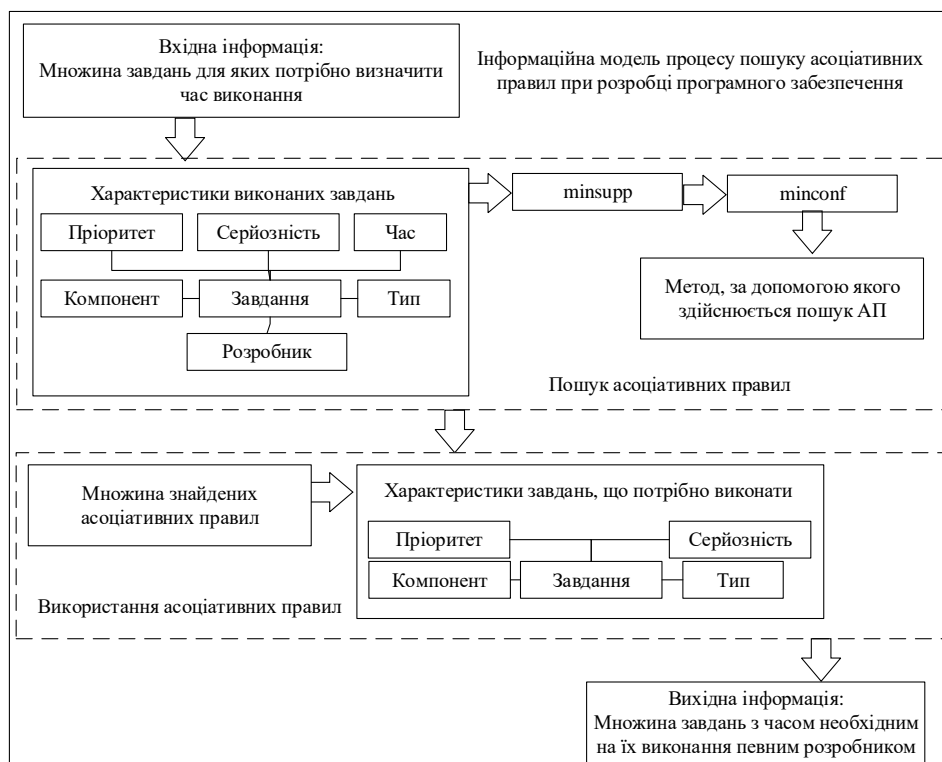 Вхідна інформація:
Множина завдань для яких потрібно визначити
час виконання
Інформаційна модель процесу пошуку асоціативних
правил при розробці програмного забезпечення
Характеристики виконаних завдань
Пріоритет
Серйозність
Час
Компонент
Завдання
Тип
Розробник
minsupp
minconf
Метод, за допомогою якого
здійснюється пошук АП
Пошук асоціативних правил
Множина знайдених
асоціативних правил
Характеристики завдань, що потрібно виконати
Пріоритет
Серйозність
Компонент
Завдання
Тип
Використання асоціативних правил
Вихідна інформація:
Множина завдань з часом необхідним
на їх виконання певним розробником